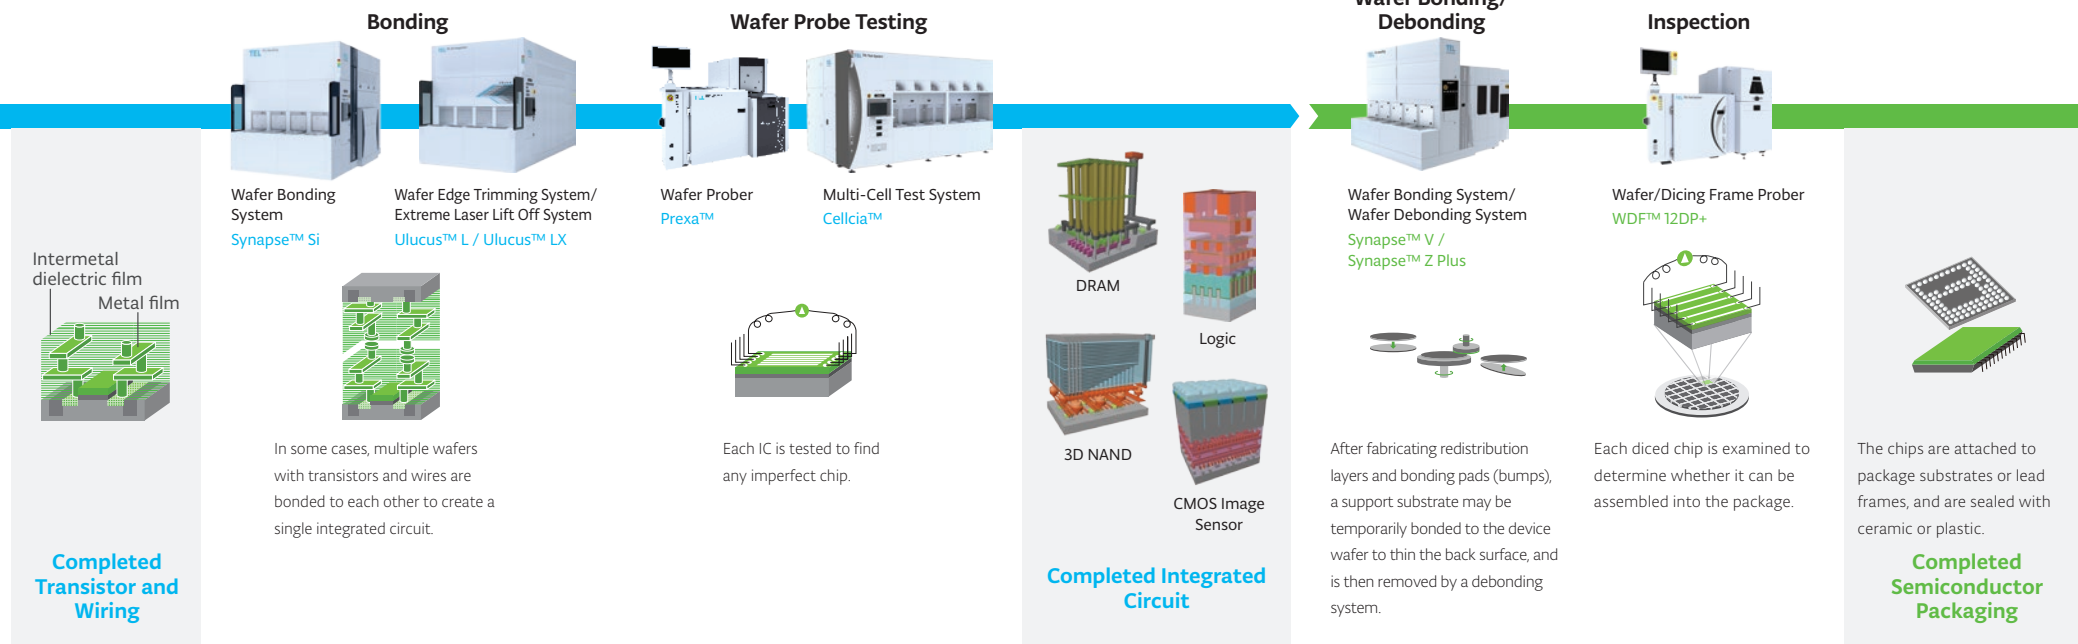 Bonding
Wafer Probe Testing
Wafer Bonding/
Debonding
Inspection
TEL
TEL
TEL
TEL
Wafer Bonding
System
Synapse™ Si
Wafer Edge Trimming System/
Extreme Laser Lift Off System
Ulucus™ L / Ulucus™ LX
Wafer Prober
Prexa™
Multi-Cell Test System
Cellcia™
Wafer Bonding System/
Wafer Debonding System
Synapse™ V /
Synapse™ Z Plus
Wafer/Dicing Frame Prober
WDF™ 12DP+
Intermetal
dielectric film
Metal film
DRAM
Logic
3D NAND
CMOS Image
Sensor
In some cases, multiple wafers
with transistors and wires are
bonded to each other to create a
single integrated circuit.
Each IC is tested to find
any imperfect chip.
After fabricating redistribution
layers and bonding pads (bumps),
a support substrate may be
temporarily bonded to the device
wafer to thin the back surface, and
is then removed by a debonding
system.
Each diced chip is examined to
determine whether it can be
assembled into the package.
The chips are attached to
package substrates or lead
frames, and are sealed with
ceramic or plastic.
Completed
Transistor and
Wiring
Completed Integrated
Circuit
Completed
Semiconductor
Packaging